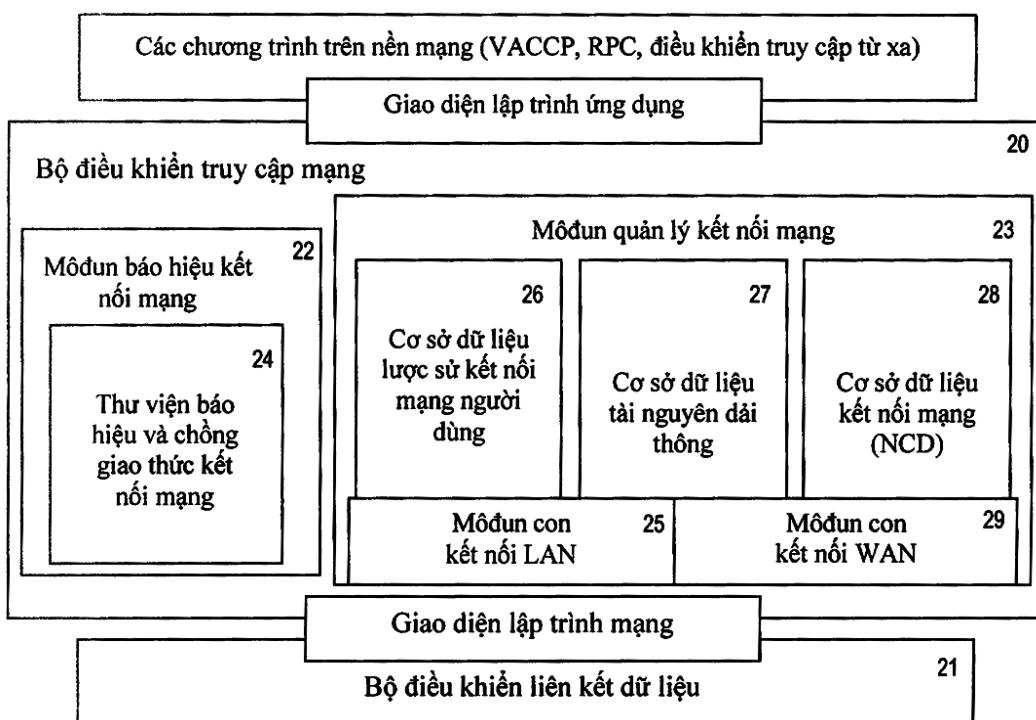 Các chương trình trên nền mạng (VACCP, RPC, điều khiển truy cập từ xa)
Giao diện lập trình ứng dụng
20
Bộ điều khiển truy cập mạng
22
Môđun báo hiệu kết
nối mạng
24
Thư viện báo
hiệu và chồng
giao thức kết
nối mạng
Môđun quản lý kết nối mạng
23
26
Cơ sở dữ liệu
lược sử kết nối
mạng người
dùng
27
Cơ sở dữ liệu
tài nguyên dải
thông
28
Cơ sở dữ liệu
kết nối mạng
(NCD)
Môđun con
kết nối LAN
25
Môđun con
kết nối WAN
29
Giao diện lập trình mạng
21
Bộ điều khiển liên kết dữ liệu